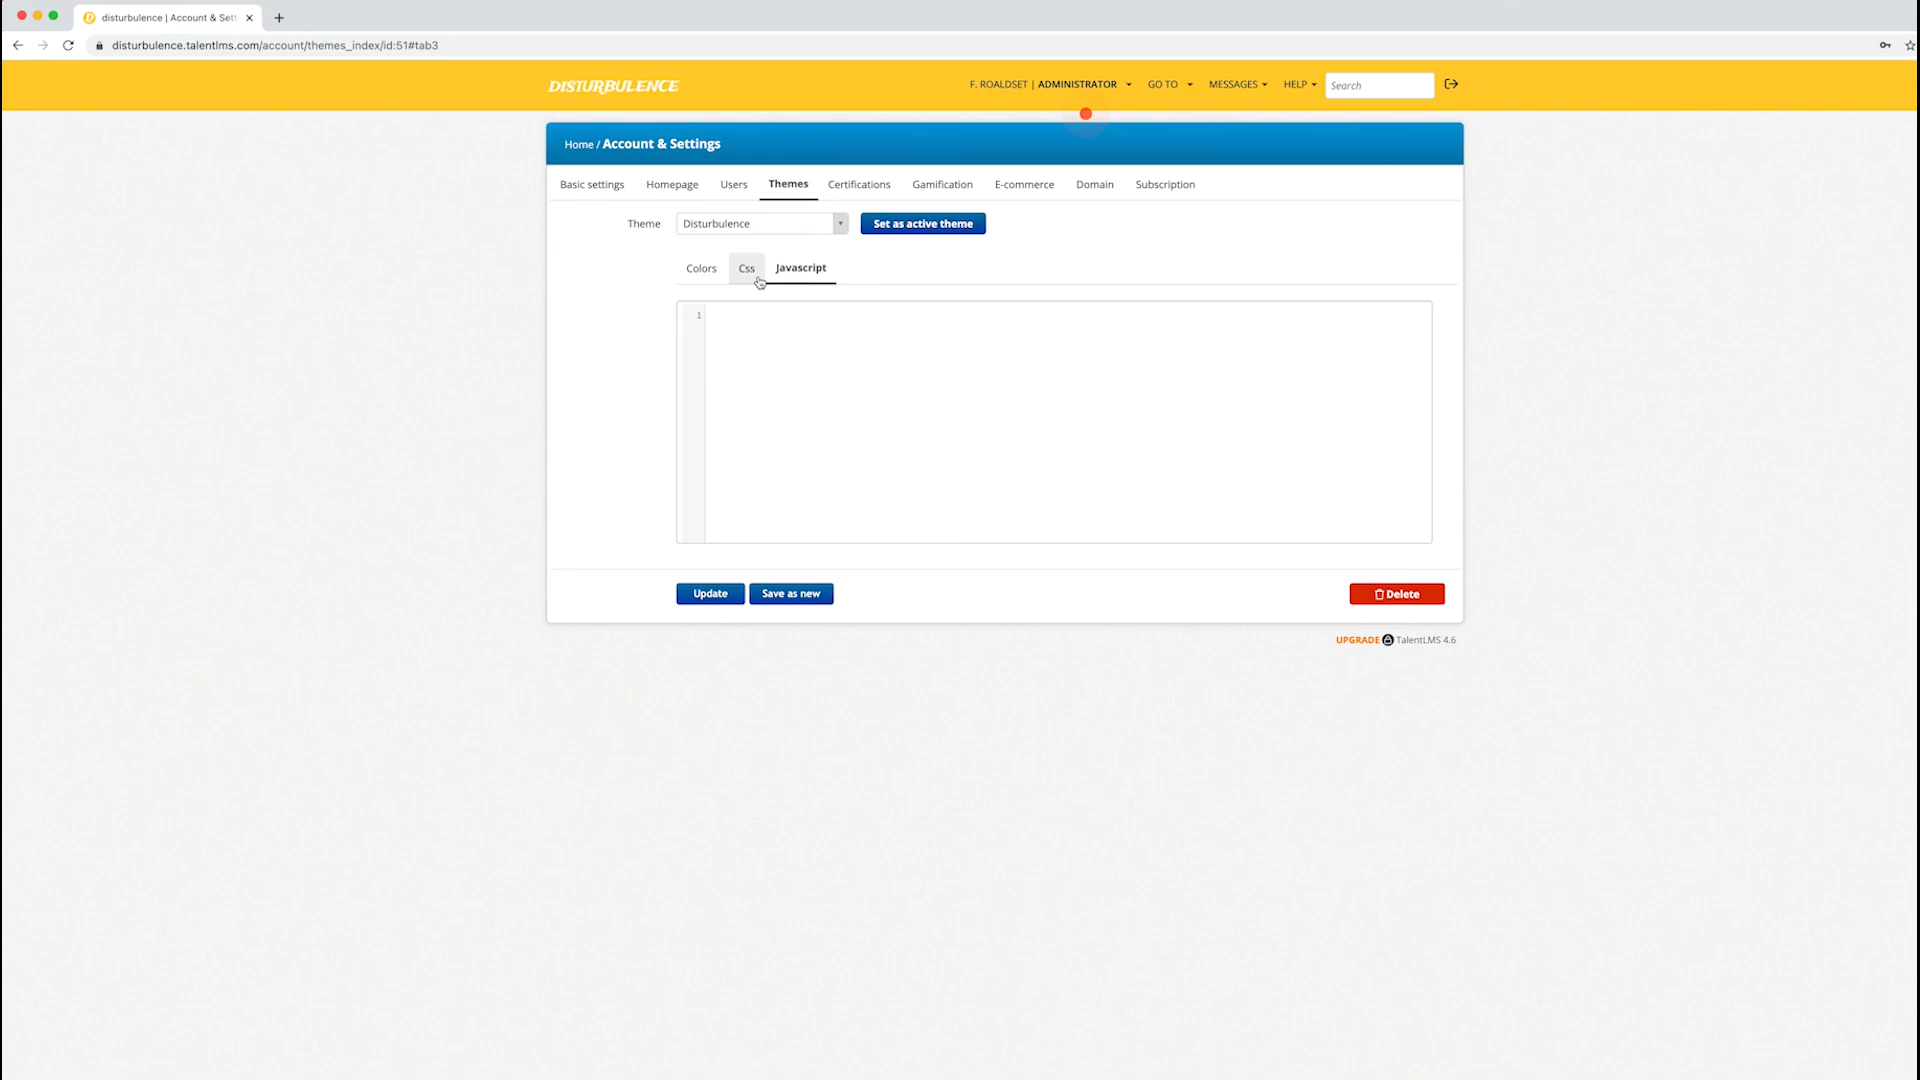 disturbulence | Account & Sett
disturbulence.talentlms.com/account/themes_index/id:51#tab3
DISTURBULENCE
F. ROALDSET | ADMINISTRATOR GO TO MESSAGES HELP Search
Home / Account & Settings
Basic settings Homepage Users Themes Certifications Gamification E-commerce Domain Subscription
Theme Disturbulence Set as active theme
Colors Css Javascript
1
Update Save as new Delete
UPGRADE TalentLMS 4.6